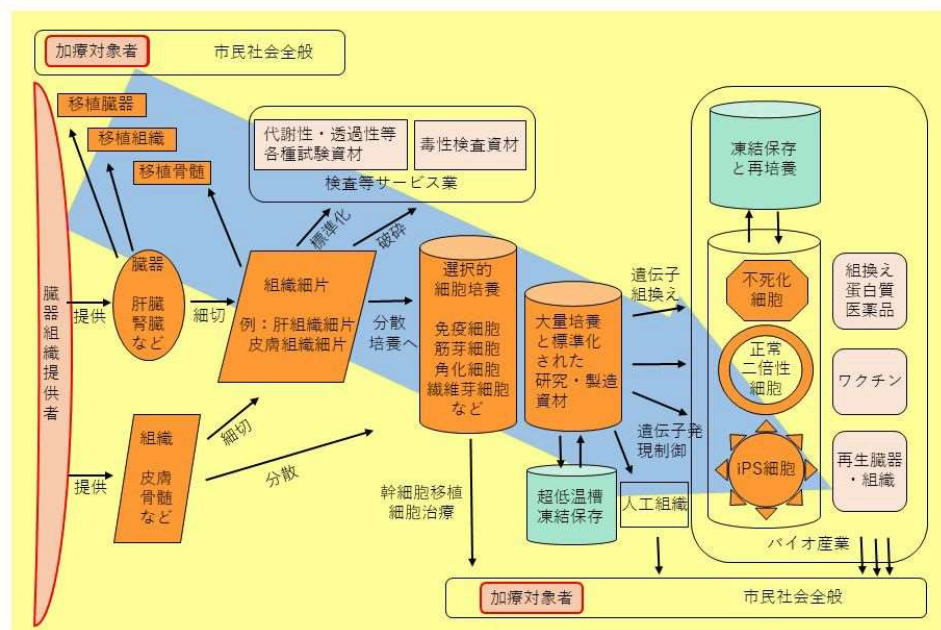 加療対象者
市民社会全般
移植臓器
移植組織
移植骨髄
代謝性・透過性等
各種試験資材
毒性検査資材
検査等サービス業
標準化
破砕
臓器組織提供者
提供
臓器
肝臓
腎臓
など
細切
組織細片
例：肝組織細片
皮膚組織細片
分散
培養へ
提供
組織
皮膚
骨髄
など
細切
分散
選択的
細胞培養
免疫細胞
筋芽細胞
角化細胞
繊維芽細胞
など
幹細胞移植
細胞治療
大量培養
と標準化
された
研究・製造
資材
超低温槽
凍結保存
人工組織
遺伝子
組換え
遺伝子発
現制御
凍結保存
と再培養
不死化
細胞
正常
二倍性
細胞
iPS細胞
組換え
蛋白質
医薬品
ワクチン
再生臓器
・組織
バイオ産業
加療対象者
市民社会全般